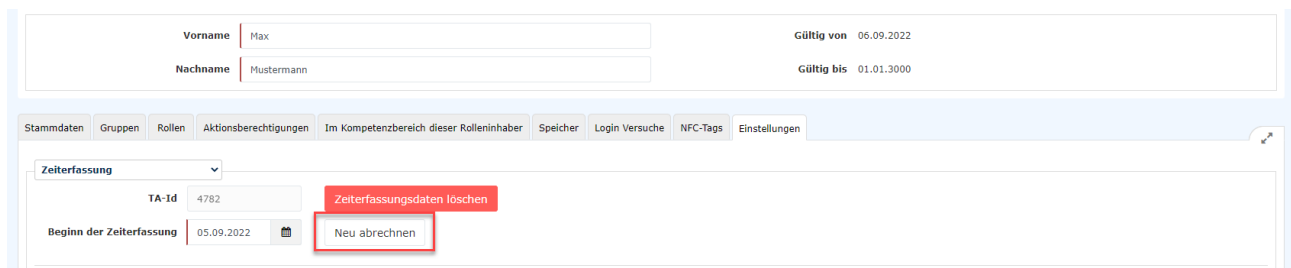 Vorname Max Gültig von 06.09.2022
Nachname Mustermann Gültig bis 01.01.3000
Stammdaten Gruppen Rollen Aktionsberechtigungen Im Kompetenzbereich dieser Rolleninhaber Speicher Login Versuche NFC-Tags Einstellungen
Zeiterfassung
TA-Id 4782 Zeiterfassungsdaten löschen
Beginn der Zeiterfassung 05.09.2022 Neu abrechnen